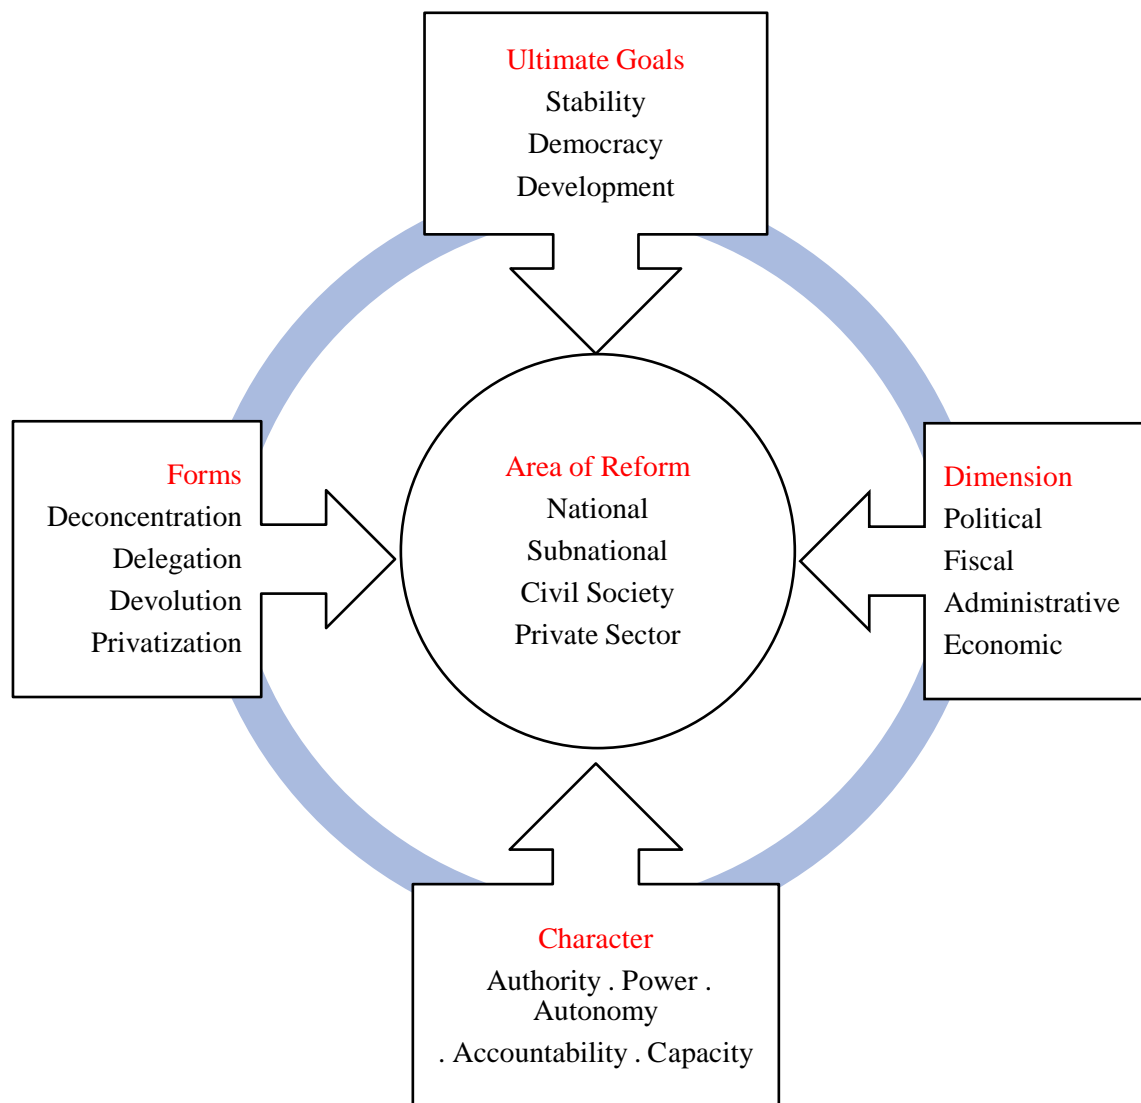 Ultimate Goals
Stability
Democracy
Development
Forms
Deconcentration
Delegation
Devolution
Privatization
Area of Reform
National
Subnational
Civil Society
Private Sector
Dimension
Political
Fiscal
Administrative
Economic
Character
Authority . Power .
Autonomy
. Accountability . Capacity